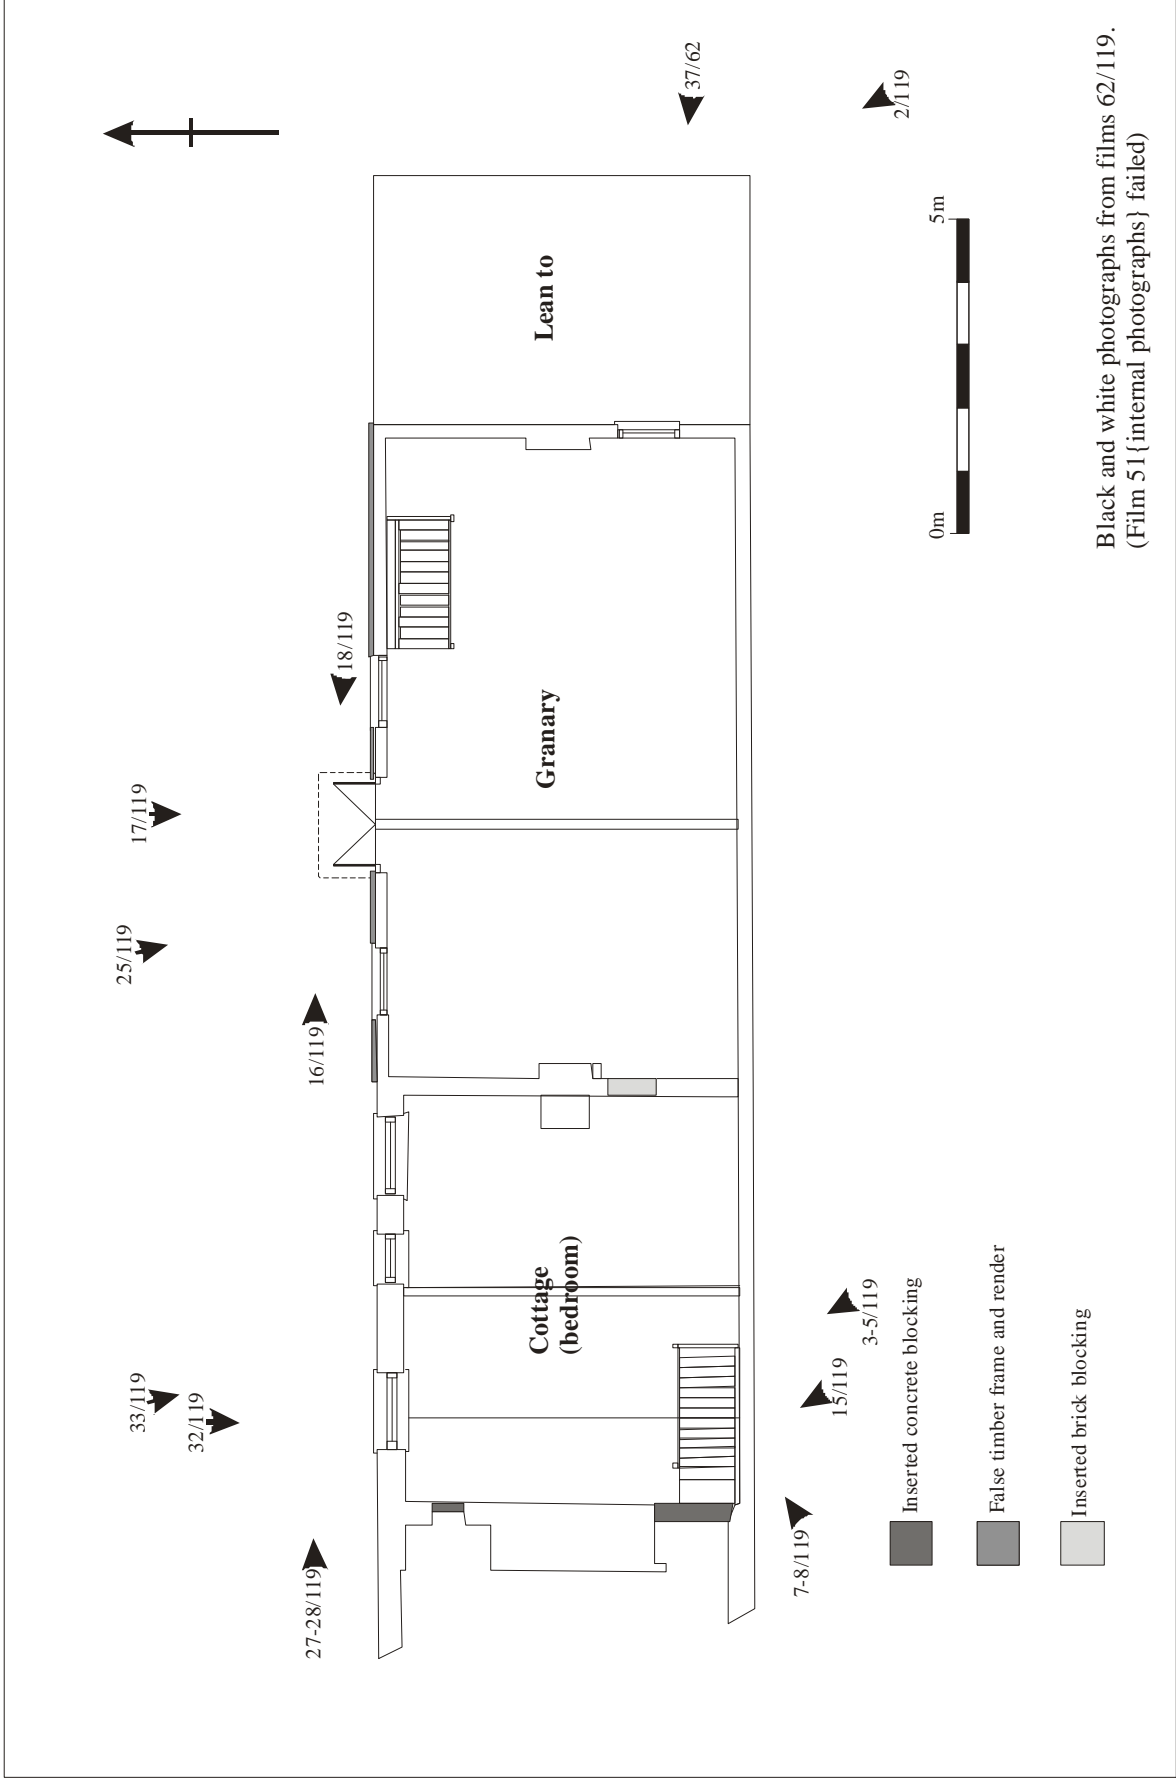 33/119
32/119
27-28/119
25/119
17/119
16/119
18/119
37/62
2/119
Cottage
(bedroom)
Granary
Lean to
7-8/119
15/119
3-5/119
0m
5m
Inserted concrete blocking
False timber frame and render
Inserted brick blocking
Black and white photographs from films 62/119.
(Film 51{internal photographs} failed)